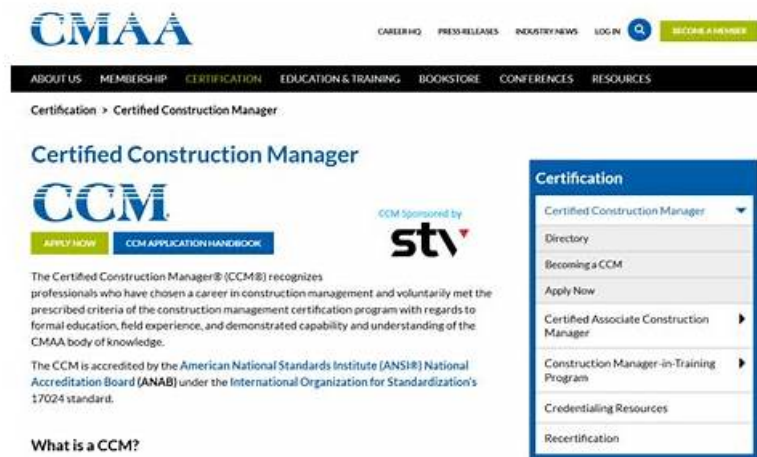 CMAA
CAREER HQ PRESS RELEASES INDUSTRY NEWS LOG IN BECOME A MEMBER
ABOUT US MEMBERSHIP CERTIFICATION EDUCATION & TRAINING BOOKSTORE CONFERENCES RESOURCES
Certification > Certified Construction Manager
Certified Construction Manager
CCM
CCM Sponsored by
stv
APPLY NOW CCM APPLICATION HANDBOOK
The Certified Construction Manager® (CCM®) recognizes
professionals who have chosen a career in construction management and voluntarily met the
prescribed criteria of the construction management certification program with regards to
formal education, field experience, and demonstrated capability and understanding of the
CMAA body of knowledge.
The CCM is accredited by the American National Standards Institute (ANSI®) National
Accreditation Board (ANAB) under the International Organization for Standardization's
17024 standard.
What is a CCM?
Certification
Certified Construction Manager
Directory
Becoming a CCM
Apply Now
Certified Associate Construction
Manager
Construction Manager-in-Training
Program
Credentialing Resources
Recertification